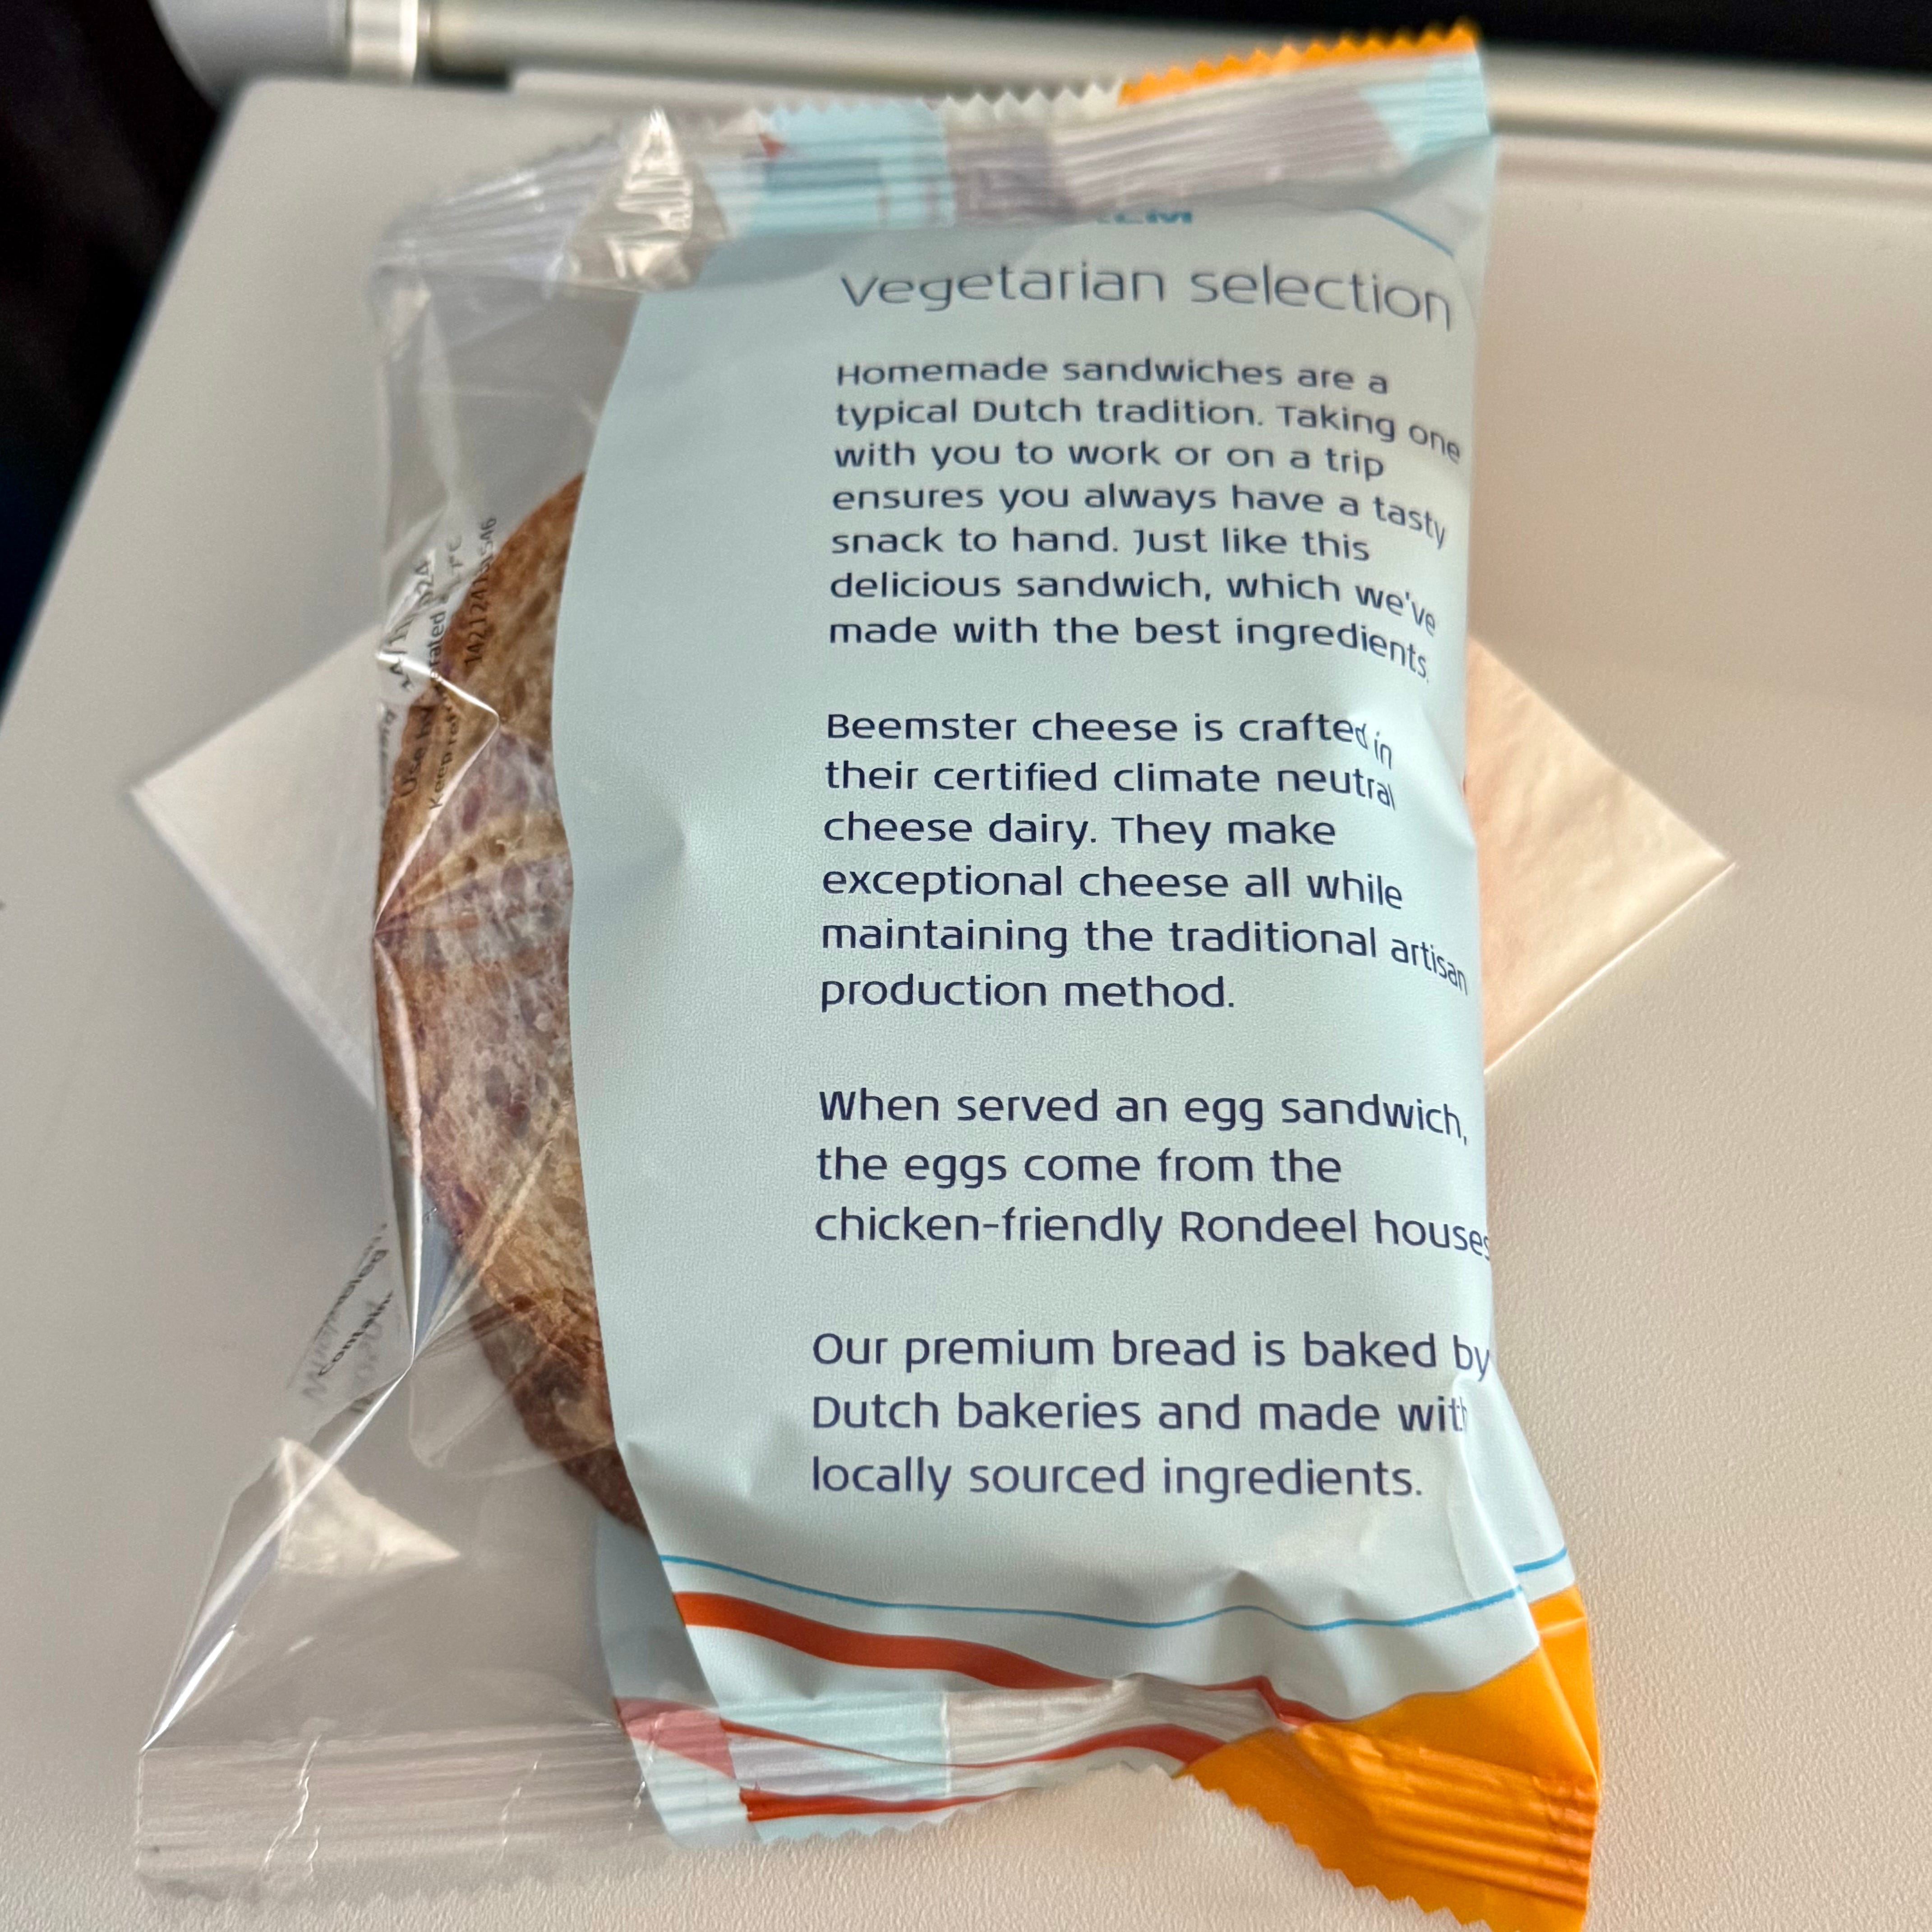 Vegetarian selection
Homemade sandwiches are a
typical Dutch tradition. Taking one
with you to work or on a trip
ensures you always have a tasty
snack to hand. Just like this
delicious sandwich, which we've
made with the best ingredients.
Beemster cheese is crafted in
their certified climate neutral
cheese dairy. They make
exceptional cheese all while
maintaining the traditional artisan
production method.
When served an egg sandwich,
the eggs come from the
chicken-friendly Rondeel houses
Our premium bread is baked by
Dutch bakeries and made with
locally sourced ingredients.
Use by